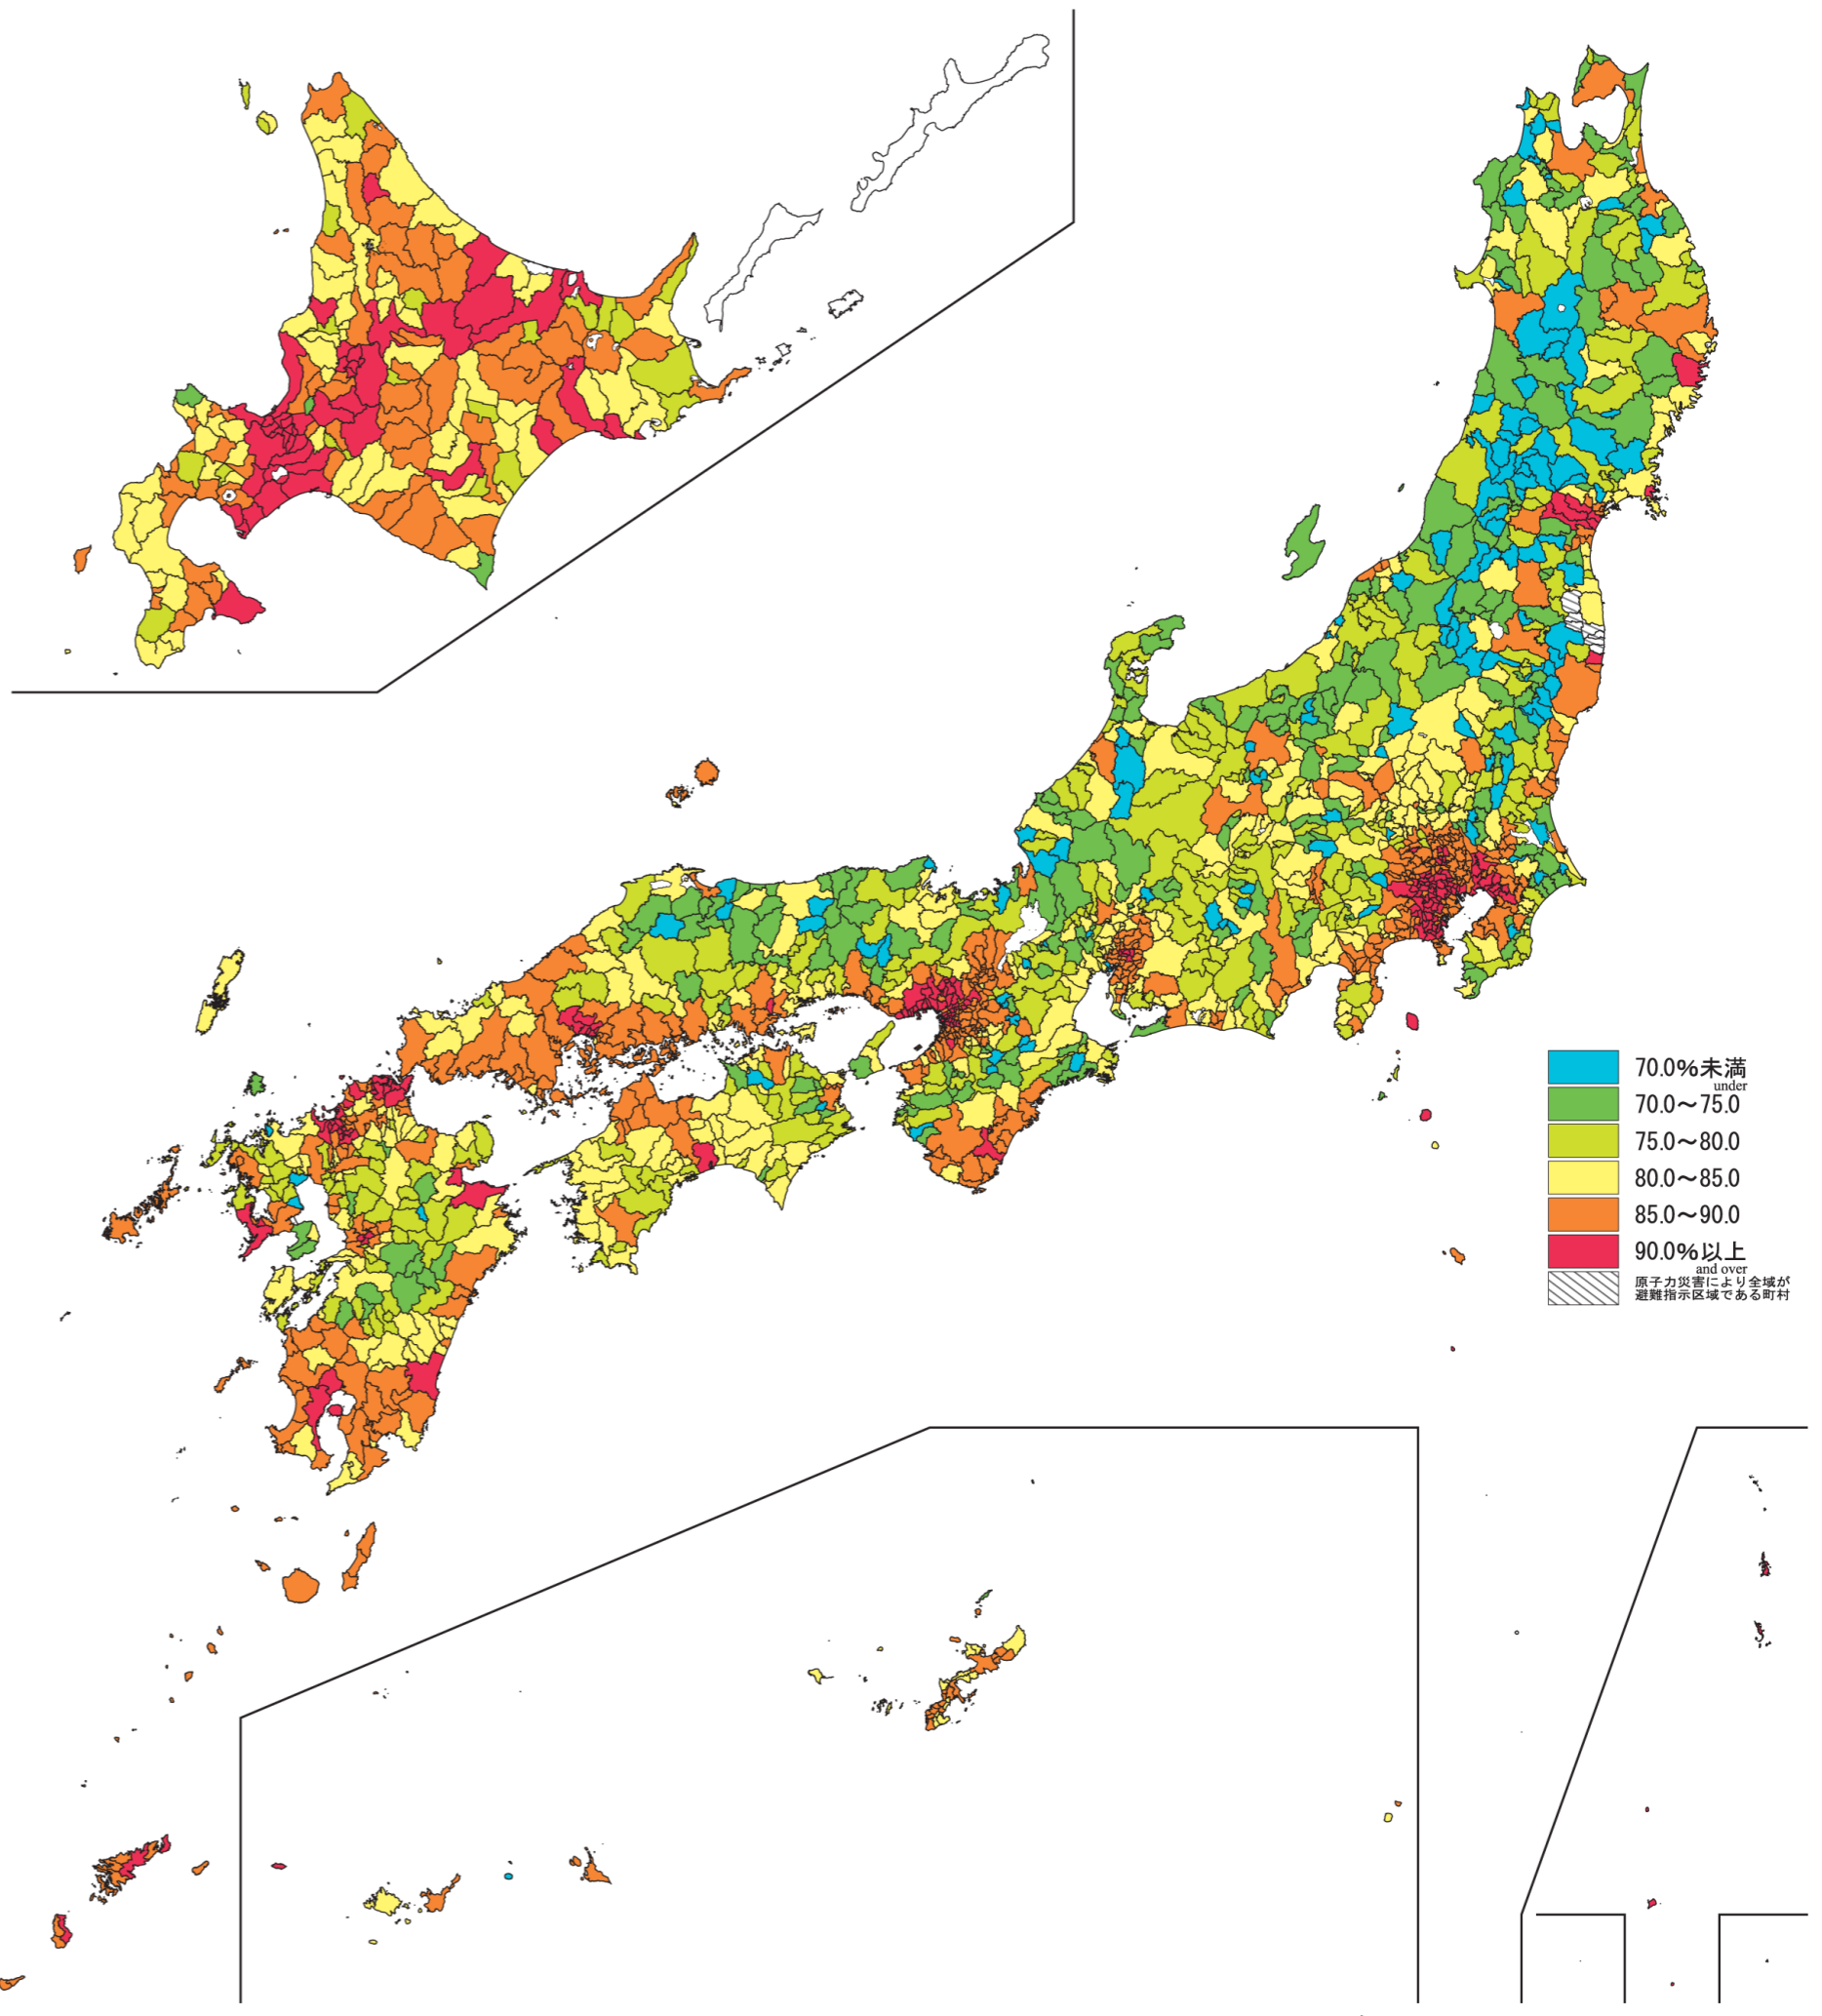 70.0%未満
under
70.0～75.0
75.0～80.0
80.0～85.0
85.0～90.0
90.0%以上
and over
原子力災害により全域が
避難指示区域である町村